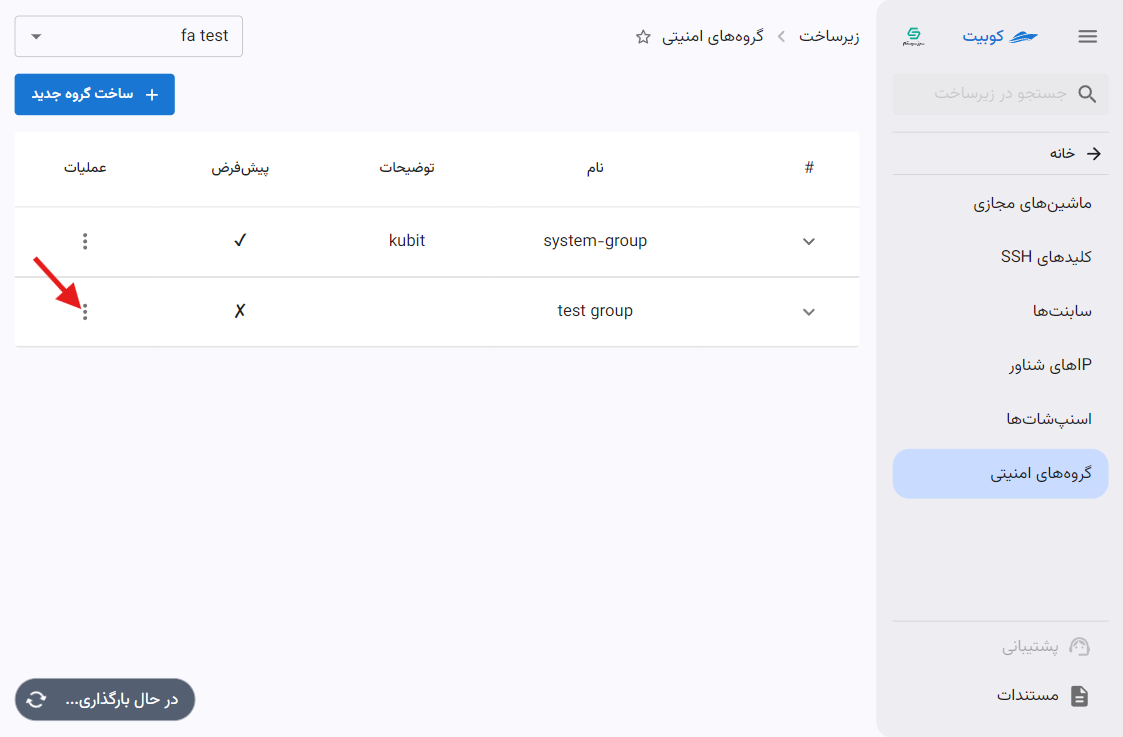 کوبیت
جستجو در زیرساخت
خانه
ماشین‌های مجازی
کلیدهای SSH
سابنت‌ها
IPهای شناور
اسنپ‌شات‌ها
گروه‌های امنیتی
پشتیبانی
مستندات
زیرساخت > گروه‌های امنیتی
fa test
ساخت گروه جدید +
# نام توضیحات پیش‌فرض عملیات
system-group kubit ✓
test group ✗
در حال بارگذاری...